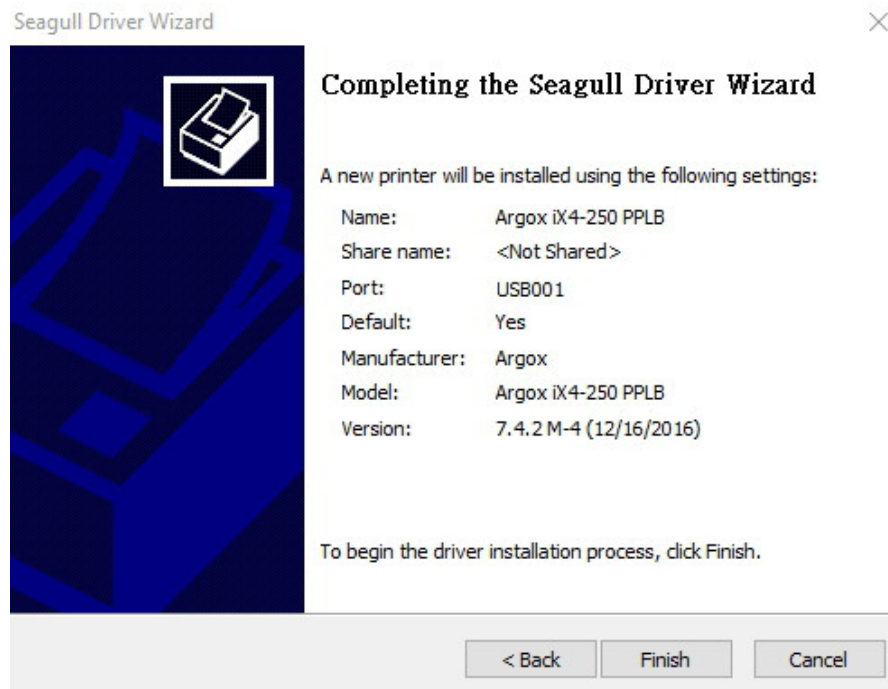 Seagull Driver Wizard
Completing the Seagull Driver Wizard
A new printer will be installed using the following settings:
Name: Argox iX4-250 PPLB
Share name: <Not Shared>
Port: USB001
Default: Yes
Manufacturer: Argox
Model: Argox iX4-250 PPLB
Version: 7.4.2 M-4 (12/16/2016)
To begin the driver installation process, click Finish.
< Back Finish Cancel